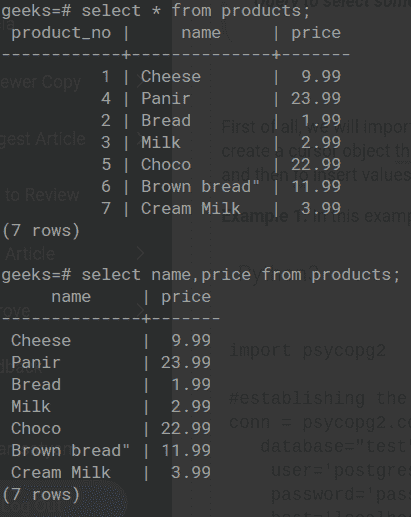 geeks=# select * from products;
 product_no |     name     | price
------------+--------------+-------
          1 | Cheese       |  9.99
          4 | Panir        | 23.99
          2 | Bread        |  1.99
          3 | Milk         |  2.99
          5 | Choco        | 22.99
          6 | Brown bread" | 11.99
          7 | Cream Milk   |  3.99
(7 rows)
geeks=# select name,price from products;
     name     | price
--------------+-------
 Cheese       |  9.99
 Panir        | 23.99
 Bread        |  1.99
 Milk         |  2.99
 Choco        | 22.99
 Brown bread" | 11.99
 Cream Milk   |  3.99
(7 rows)
ewer Copy
gest Article
to Review
Article
First of all, we will impor
create a cursor object th
and then to insert values
Example 1: In this examp
import psycopg2
#establishing the
conn = psycopg2.co
database="test"
user='postgre
password='pas